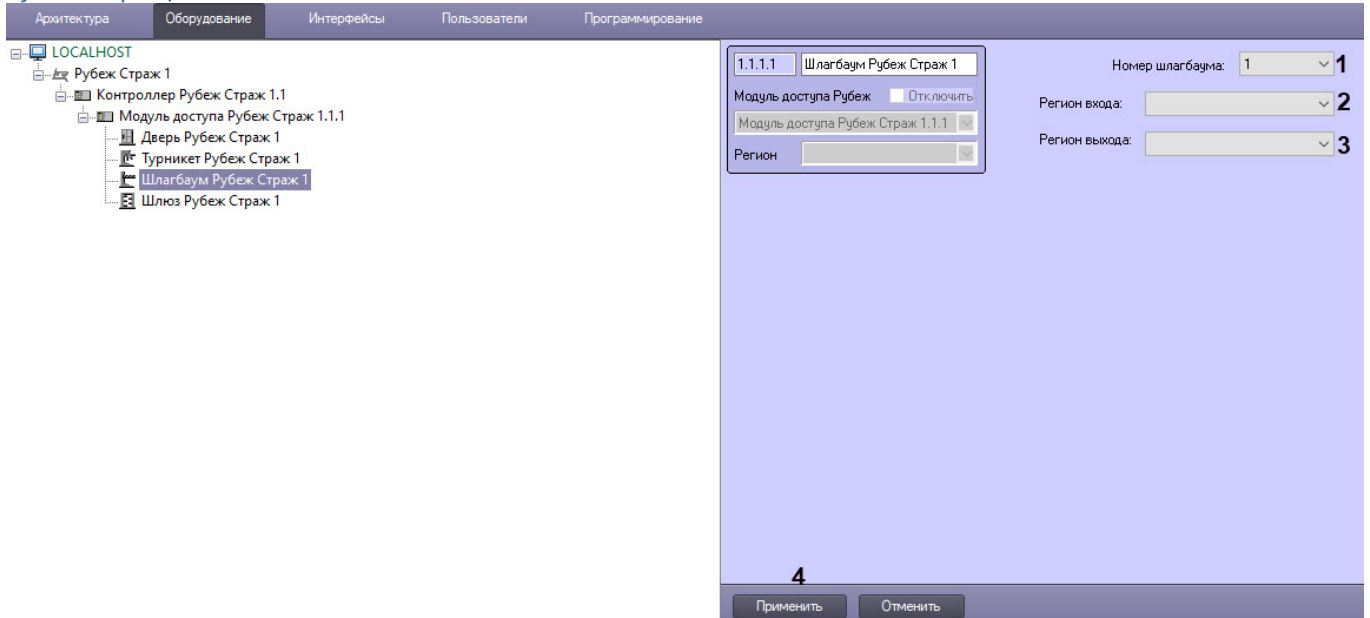 Архитектура Оборудование Интерфейсы Пользователи Программирование
LOCALHOST
Рубеж Страж 1
Контроллер Рубеж Страж 1.1
Модуль доступа Рубеж Страж 1.1.1
Дверь Рубеж Страж 1
Турникет Рубеж Страж 1
Шлагбаум Рубеж Страж 1
Шлюз Рубеж Страж 1
1.1.1.1 Шлагбаум Рубеж Страж 1
Модуль доступа Рубеж Отключить
Модуль доступа Рубеж Страж 1.1.1
Регион
Номер шлагбаума: 1 1
Регион входа: 2
Регион выхода: 3
4
Применить Отменить